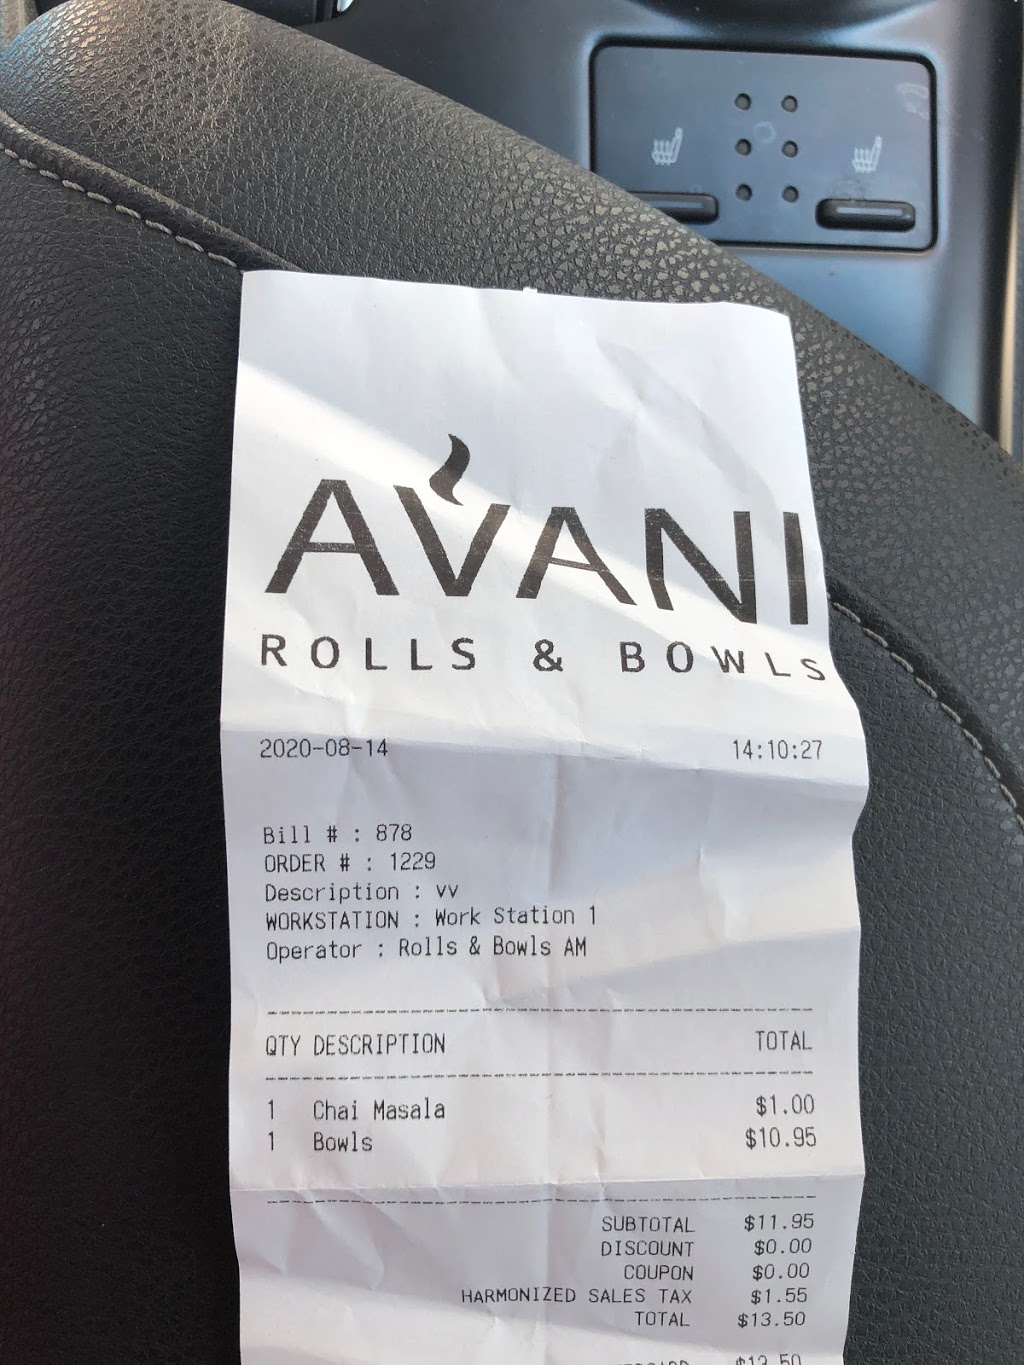 AVANI
ROLLS & BOWLS
2020-08-14 14:10:27
Bill # : 878
ORDER # : 1229
Description : vv
WORKSTATION : Work Station 1
Operator : Rolls & Bowls AM
QTY DESCRIPTION TOTAL
1 Chai Masala $1.00
1 Bowls $10.95
SUBTOTAL $11.95
DISCOUNT $0.00
COUPON $0.00
HARMONIZED SALES TAX $1.55
TOTAL $13.50